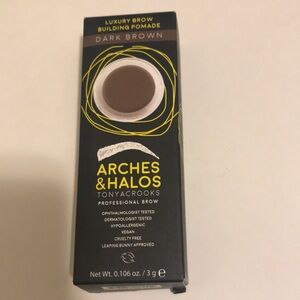 LUXURY BROW
BUILDING POMADE
DARK BROWN
ARCHES
&HALOS
TONYACROOKS
PROFESSIONAL BROW
OPHTHALMOLOGIST TESTED
DERMATOLOGIST TESTED
HYPOALLERGENIC
VEGAN
CRUELTY FREE
LEAPING BUNNY APPROVED
Net Wt. 0.106 oz. / 3 g e